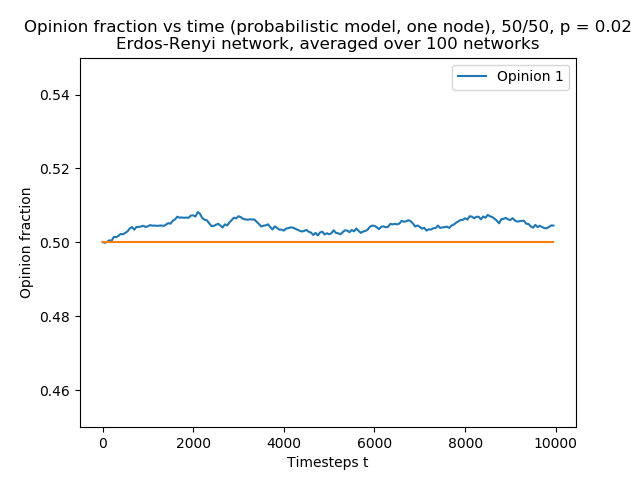 Opinion fraction vs time (probabilistic model, one node), 50/50, p = 0.02
Erdos-Renyi network, averaged over 100 networks
Opinion 1
0.54
0.52
0.50
0.48
0.46
Opinion fraction
0 2000 4000 6000 8000 10000
Timesteps t